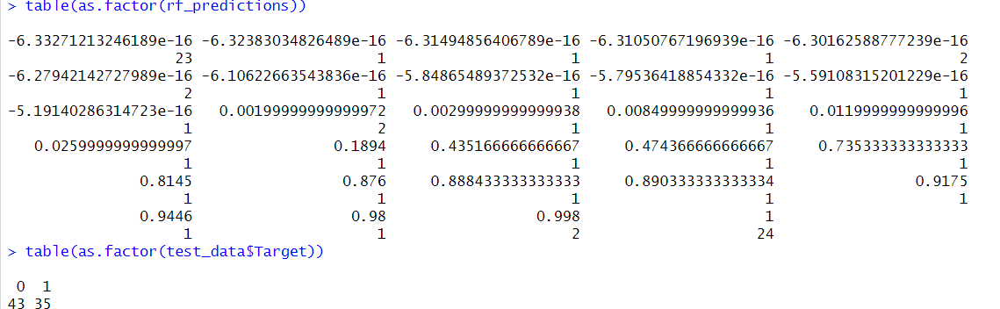 > table(as.factor(rf_predictions))
-6.33271213246189e-16 -6.32383034826489e-16 -6.31494856406789e-16 -6.31050767196939e-16 -6.30162588777239e-16
23 1 1 1 2
-6.27942142727989e-16 -6.10622663543836e-16 -5.84865489372532e-16 -5.79536418854332e-16 -5.59108315201229e-16
2 1 1 1 1
-5.19140286314723e-16 0.00199999999999972 0.00299999999999938 0.00849999999999936 0.0119999999999996
1 2 1 1 1
0.0259999999999997 0.1894 0.435166666666667 0.474366666666667 0.735333333333333
1 1 1 1 1
0.8145 0.876 0.888433333333333 0.890333333333334 0.9175
1 1 1 1 1
0.9446 0.98 0.998 1
1 1 2 24
> table(as.factor(test_data$Target))
0 1
43 35